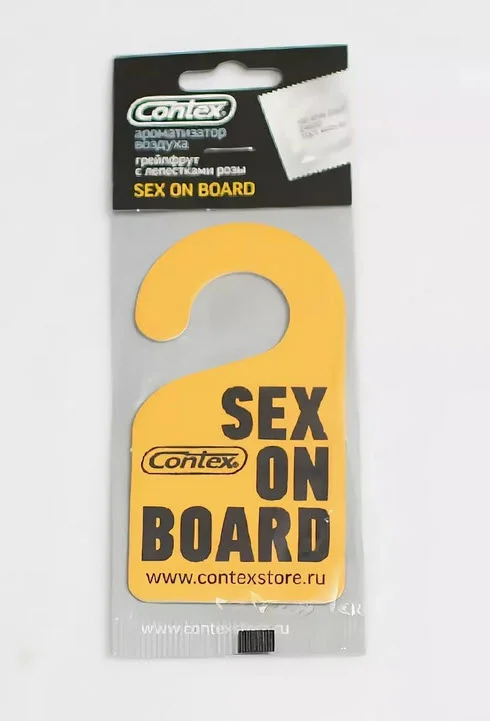 Contex
ароматизатор
воздуха
грейпфрут
с лепестками розы
SEX ON BOARD
SEX
Contex
ON
BOARD
www.contexstore.ru
www.contexstore.ru